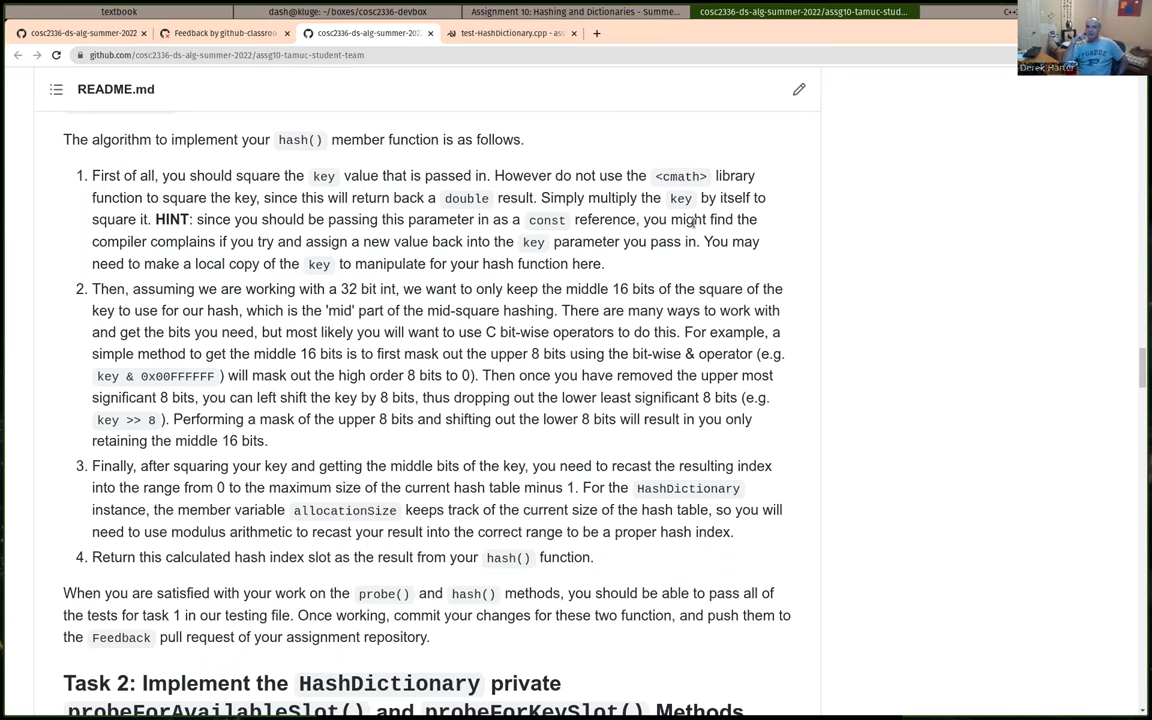 textbook
dash@kluge: ~/boxes/cosc2336-devbox
Assignment 10: Hashing and Dictionaries - Summe...
cosc2336-ds-alg-summer-2022/assg10-tamuc-stud...
C++
cosc2336-ds-alg-summer-2022
Feedback by github-classroo
cosc2336-ds-alg-summer-2022
test-HashDictionary.cpp - ass
github.com/cosc2336-ds-alg-summer-2022/assg10-tamuc-student-team
PURDUE
Derek Harter
README.md
The algorithm to implement your hash() member function is as follows.
1. First of all, you should square the key value that is passed in. However do not use the <cmath> library
function to square the key, since this will return back a double result. Simply multiply the key by itself to
square it. HINT: since you should be passing this parameter in as a const reference, you might find the
compiler complains if you try and assign a new value back into the key parameter you pass in. You may
need to make a local copy of the key to manipulate for your hash function here.
2. Then, assuming we are working with a 32 bit int, we want to only keep the middle 16 bits of the square of the
key to use for our hash, which is the 'mid' part of the mid-square hashing. There are many ways to work with
and get the bits you need, but most likely you will want to use C bit-wise operators to do this. For example, a
simple method to get the middle 16 bits is to first mask out the upper 8 bits using the bit-wise & operator (e.g.
key & 0x00FFFFFF ) will mask out the high order 8 bits to 0). Then once you have removed the upper most
significant 8 bits, you can left shift the key by 8 bits, thus dropping out the lower least significant 8 bits (e.g.
key >> 8 ). Performing a mask of the upper 8 bits and shifting out the lower 8 bits will result in you only
retaining the middle 16 bits.
3. Finally, after squaring your key and getting the middle bits of the key, you need to recast the resulting index
into the range from 0 to the maximum size of the current hash table minus 1. For the HashDictionary
instance, the member variable allocationSize keeps track of the current size of the hash table, so you will
need to use modulus arithmetic to recast your result into the correct range to be a proper hash index.
4. Return this calculated hash index slot as the result from your hash() function.
When you are satisfied with your work on the probe() and hash() methods, you should be able to pass all of
the tests for task 1 in our testing file. Once working, commit your changes for these two function, and push them to
the Feedback pull request of your assignment repository.
Task 2: Implement the HashDictionary private
probeForAvailableSlot() and probeForKeySlot() Methods